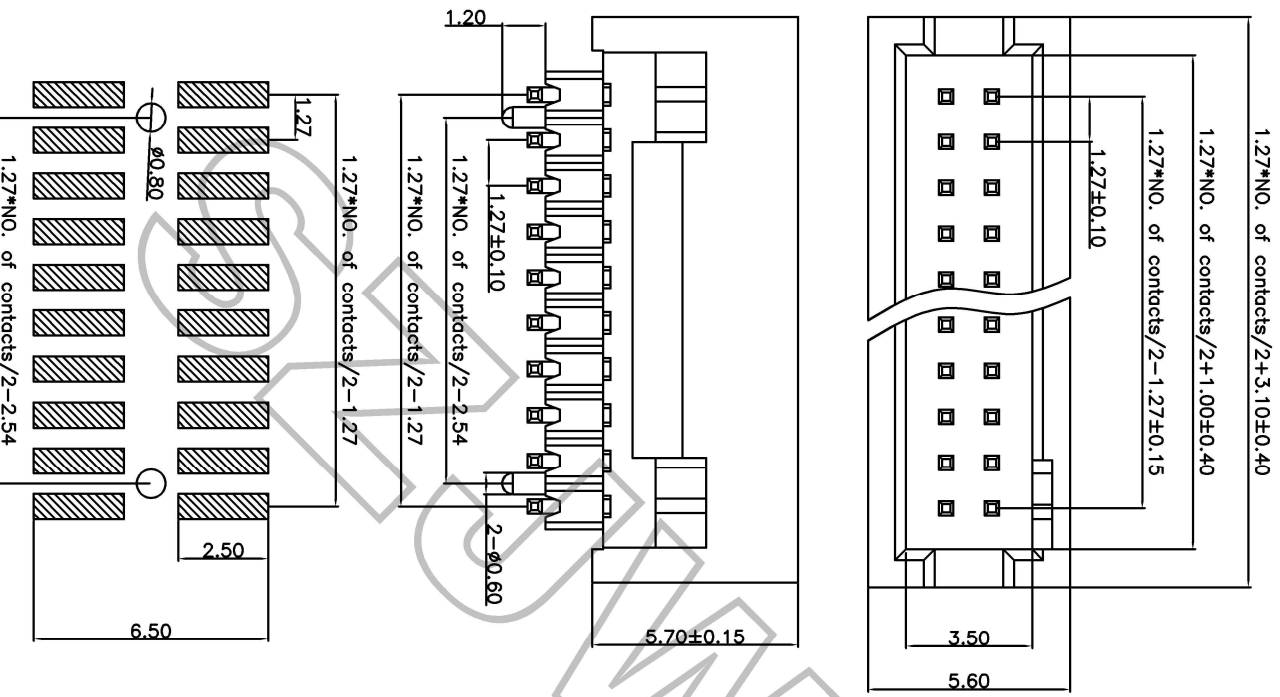 1.27*NO. of contacts/2+3.10±0.40
1.27*NO. of contacts/2+1.00±0.40
1.27*NO. of contacts/2-1.27±0.15
1.27±0.10
3.50
5.60
1.20
1.27±0.10
1.27*NO. of contacts/2-2.54
1.27*NO. of contacts/2-1.27
2-ø0.60
5.70±0.15
1.27
ø0.80
1.27*NO. of contacts/2-1.27
1.27*NO. of contacts/2-2.54
2.50
6.50